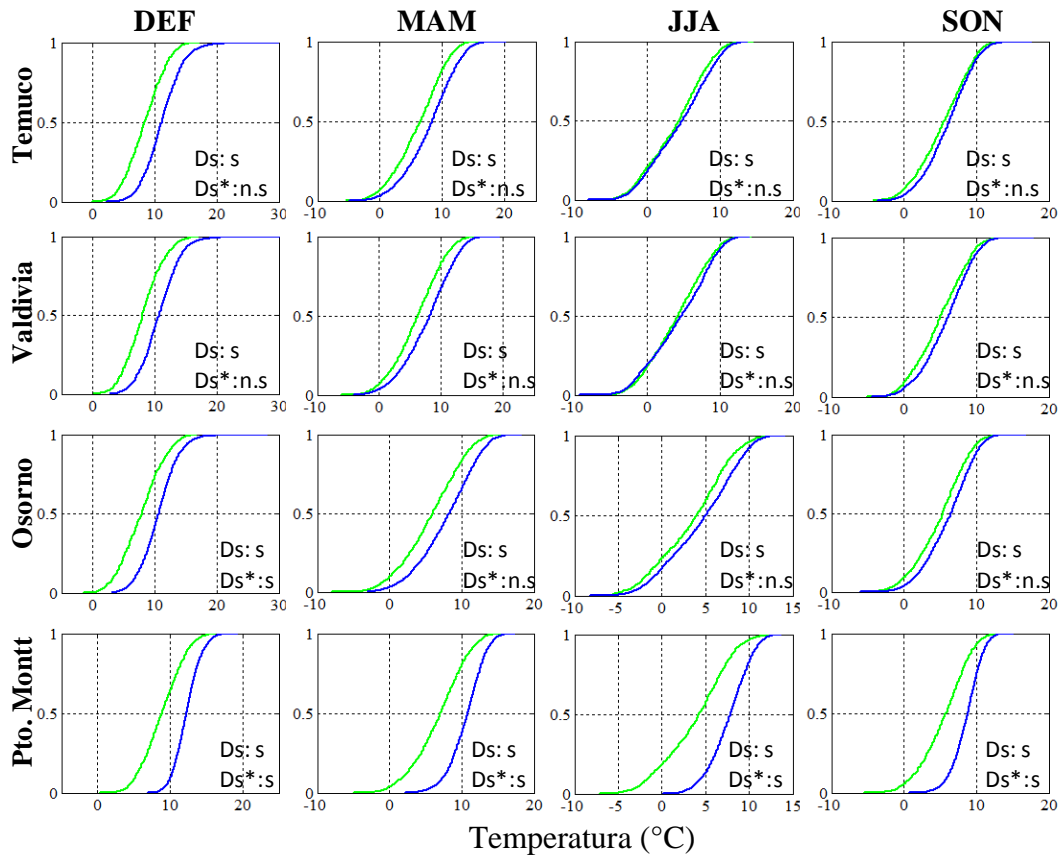 DEF MAM JJA SON
Temuco
1 1 1 1
0.5 0.5 0.5 0.5
Ds: s Ds: s Ds: s Ds: s
Ds*:n.s Ds*:n.s Ds*:n.s Ds*:n.s
0 0 0 0
0 10 20 30 -10 0 10 20 -10 0 10 20 -10 0 10 20
Valdivia
1 1 1 1
0.5 0.5 0.5 0.5
Ds: s Ds: s Ds: s Ds: s
Ds*:n.s Ds*:n.s Ds*:n.s Ds*:n.s
0 0 0 0
0 10 20 30 -10 0 10 20 -10 0 10 20 -10 0 10 20
Osorno
1 1 1 1
0.5 0.5 0.5 0.5
Ds: s Ds: s Ds: s Ds: s
Ds*:s Ds*:n.s Ds*:n.s Ds*:n.s
0 0 0 0
0 10 20 30 -10 0 10 20 -10 -5 0 5 10 15 -10 0 10 20
Pto. Montt
1 1 1 1
0.5 0.5 0.5 0.5
Ds: s Ds: s Ds: s Ds: s
Ds*:s Ds*:s Ds*:s Ds*:s
0 0 0 0
0 10 20 -10 0 10 20 -10 -5 0 5 10 15 -10 0 10 20
Temperatura (°C)